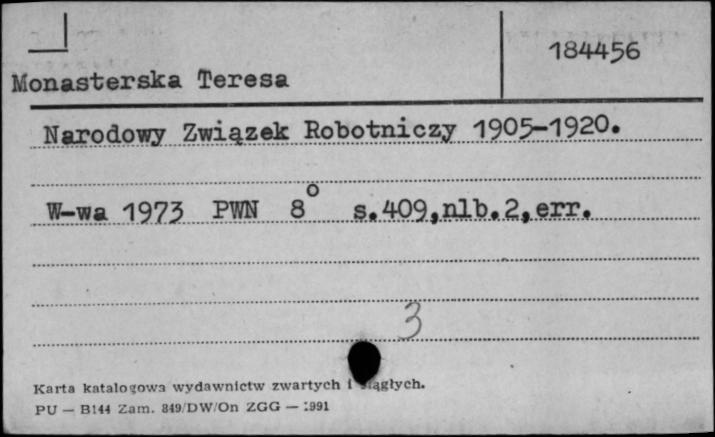 184456
Monasterska Teresa
Narodowy Związek Robotniczy 1905-1920.
W-wa 1973 PWN 8° s.409,nlb.2,err.
3
Karta katalogowa wydawnictw zwartych i ciągłych.
PU — B144 Zam. 849/DW/On ZGG — 1991